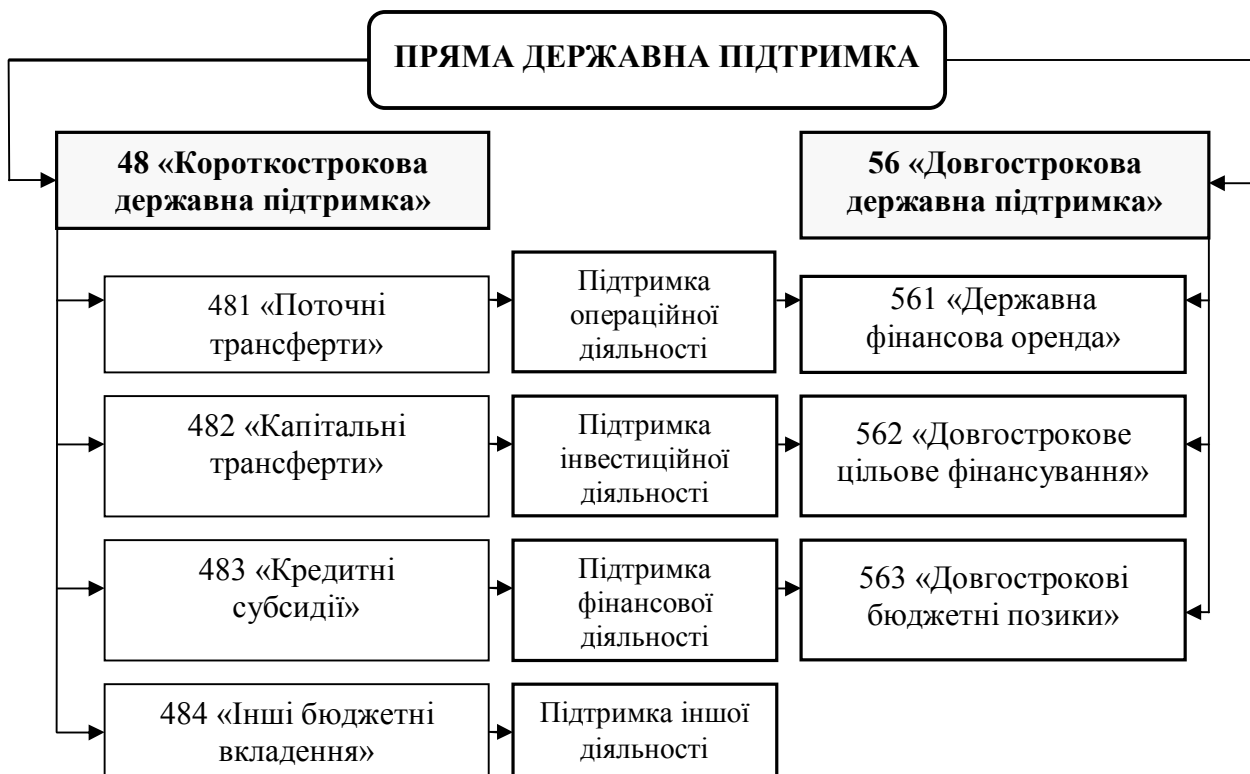 ПРЯМА ДЕРЖАВНА ПІДТРИМКА
48 «Короткострокова
державна підтримка»
56 «Довгострокова
державна підтримка»
481 «Поточні
трансферти»
Підтримка
операційної
діяльності
561 «Державна
фінансова оренда»
482 «Капітальні
трансферти»
Підтримка
інвестиційної
діяльності
562 «Довгострокове
цільове фінансування»
483 «Кредитні
субсидії»
Підтримка
фінансової
діяльності
563 «Довгострокові
бюджетні позики»
484 «Інші бюджетні
вкладення»
Підтримка іншої
діяльності